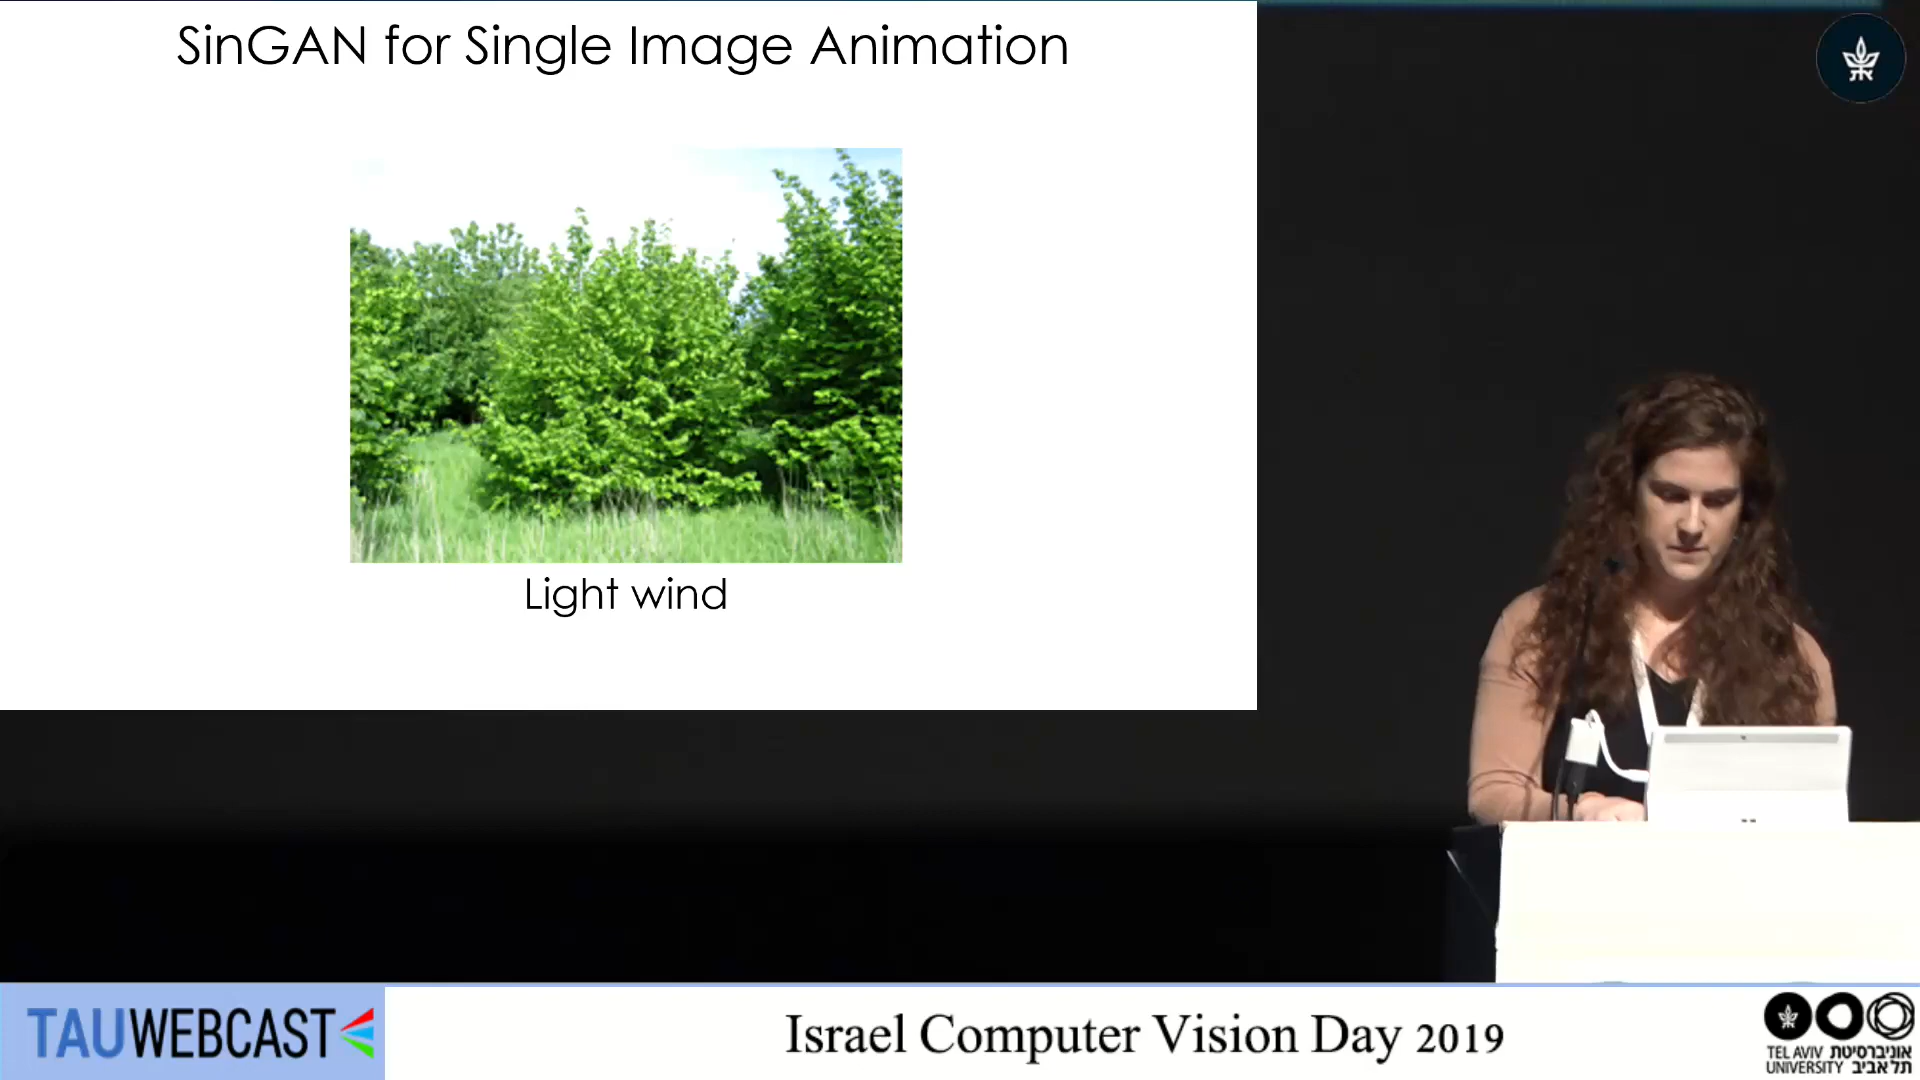 SinGAN for Single Image Animation
Light wind
TAUWEBCAST
Israel Computer Vision Day 2019
TEL AVIV אוניברסיטת
UNIVERSITY תל אביב